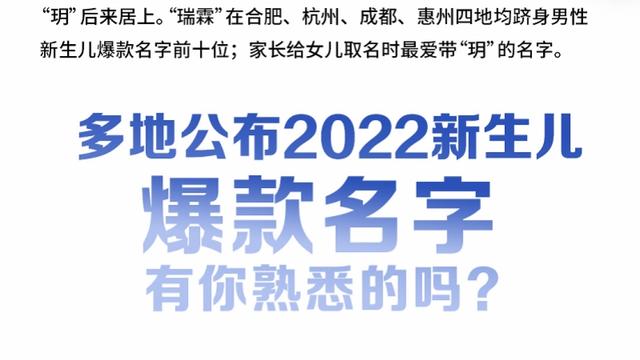 “玥”后来居上。“瑞霖”在合肥、杭州、成都、惠州四地均跻身男性
新生儿爆款名字前十位；家长给女儿取名时最爱带“玥”的名字。
多地公布2022新生儿
爆款名字
有你熟悉的吗？